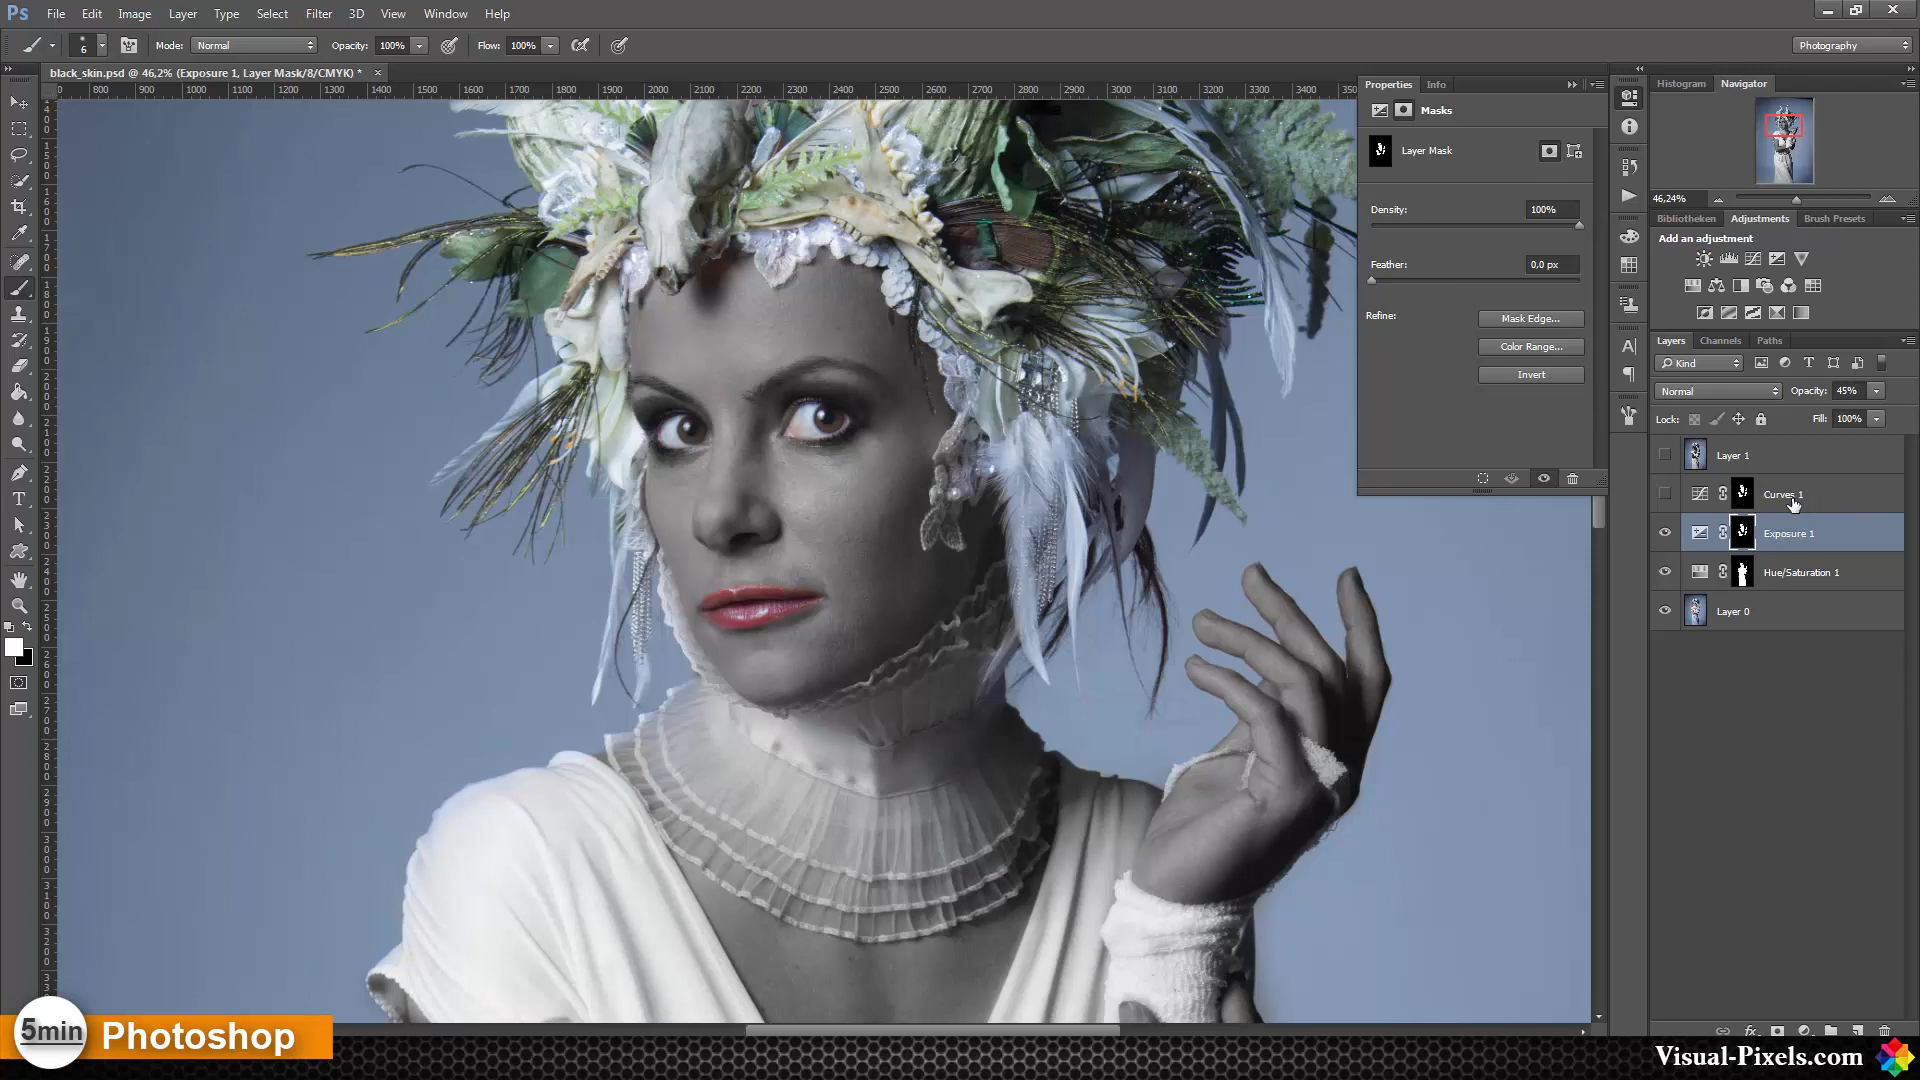 Ps File Edit Image Layer Type Select Filter 3D View Window Help
6 Mode: Normal Opacity: 100% Flow: 100% Photography
black_skin.psd @ 46,2% (Exposure 1, Layer Mask/8/CMYK) * ×
800 900 1000 1100 1200 1300 1400 1500 1600 1700 1800 1900 2000 2100 2200 2300 2400 2500 2600 2700 2800 2900 3000 3100 3200 3300 3400
Properties Info
Masks
Layer Mask
Density: 100%
Feather: 0,0 px
Refine: Mask Edge...
Color Range...
Invert
Histogram Navigator
46,24%
Bibliotheken Adjustments Brush Presets
Add an adjustment
Layers Channels Paths
Kind
Normal Opacity: 45%
Lock: Fill: 100%
Layer 1
Curves 1
Exposure 1
Hue/Saturation 1
Layer 0
5min Photoshop
Visual-Pixels.com